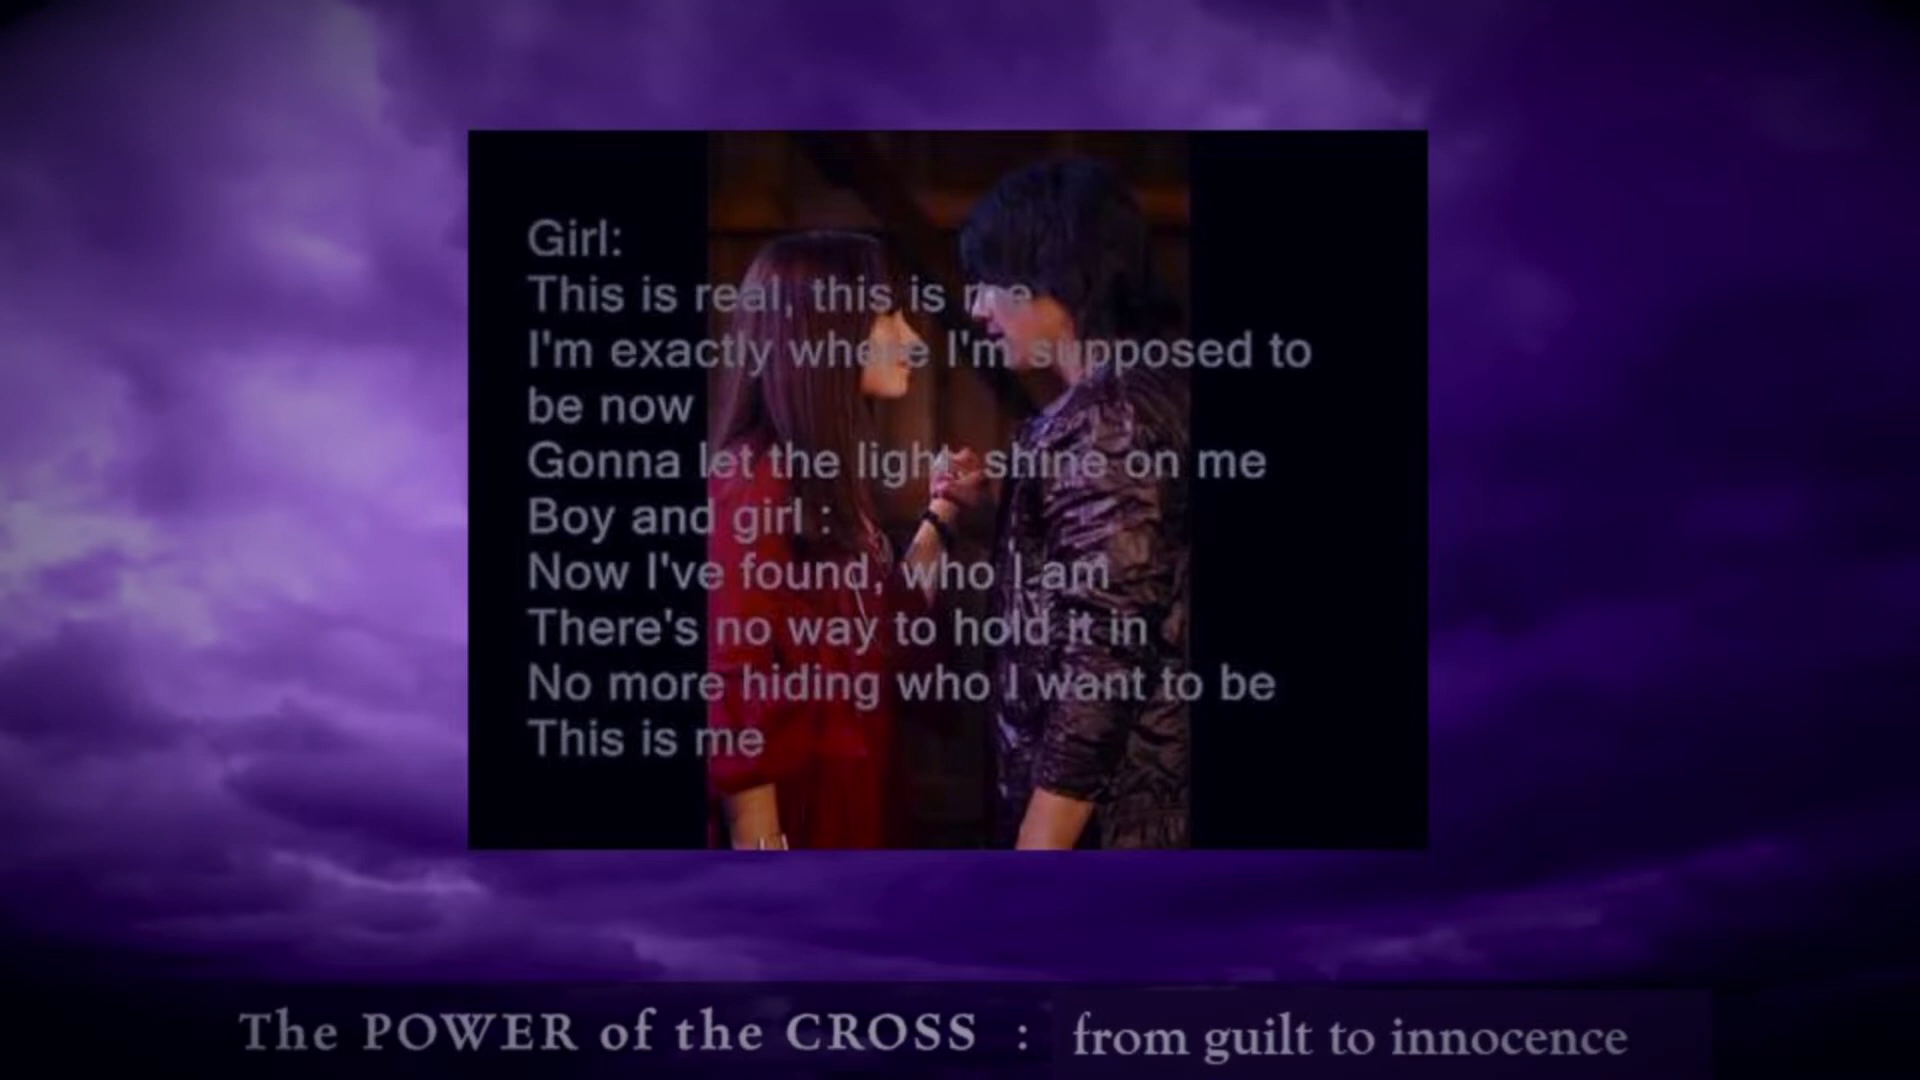 Girl:
This is real, this is me
I'm exactly where I'm supposed to
be now
Gonna let the light, shine on me
Boy and girl :
Now I've found, who I am
There's no way to hold it in
No more hiding who I want to be
This is me
The POWER of the CROSS : from guilt to innocence